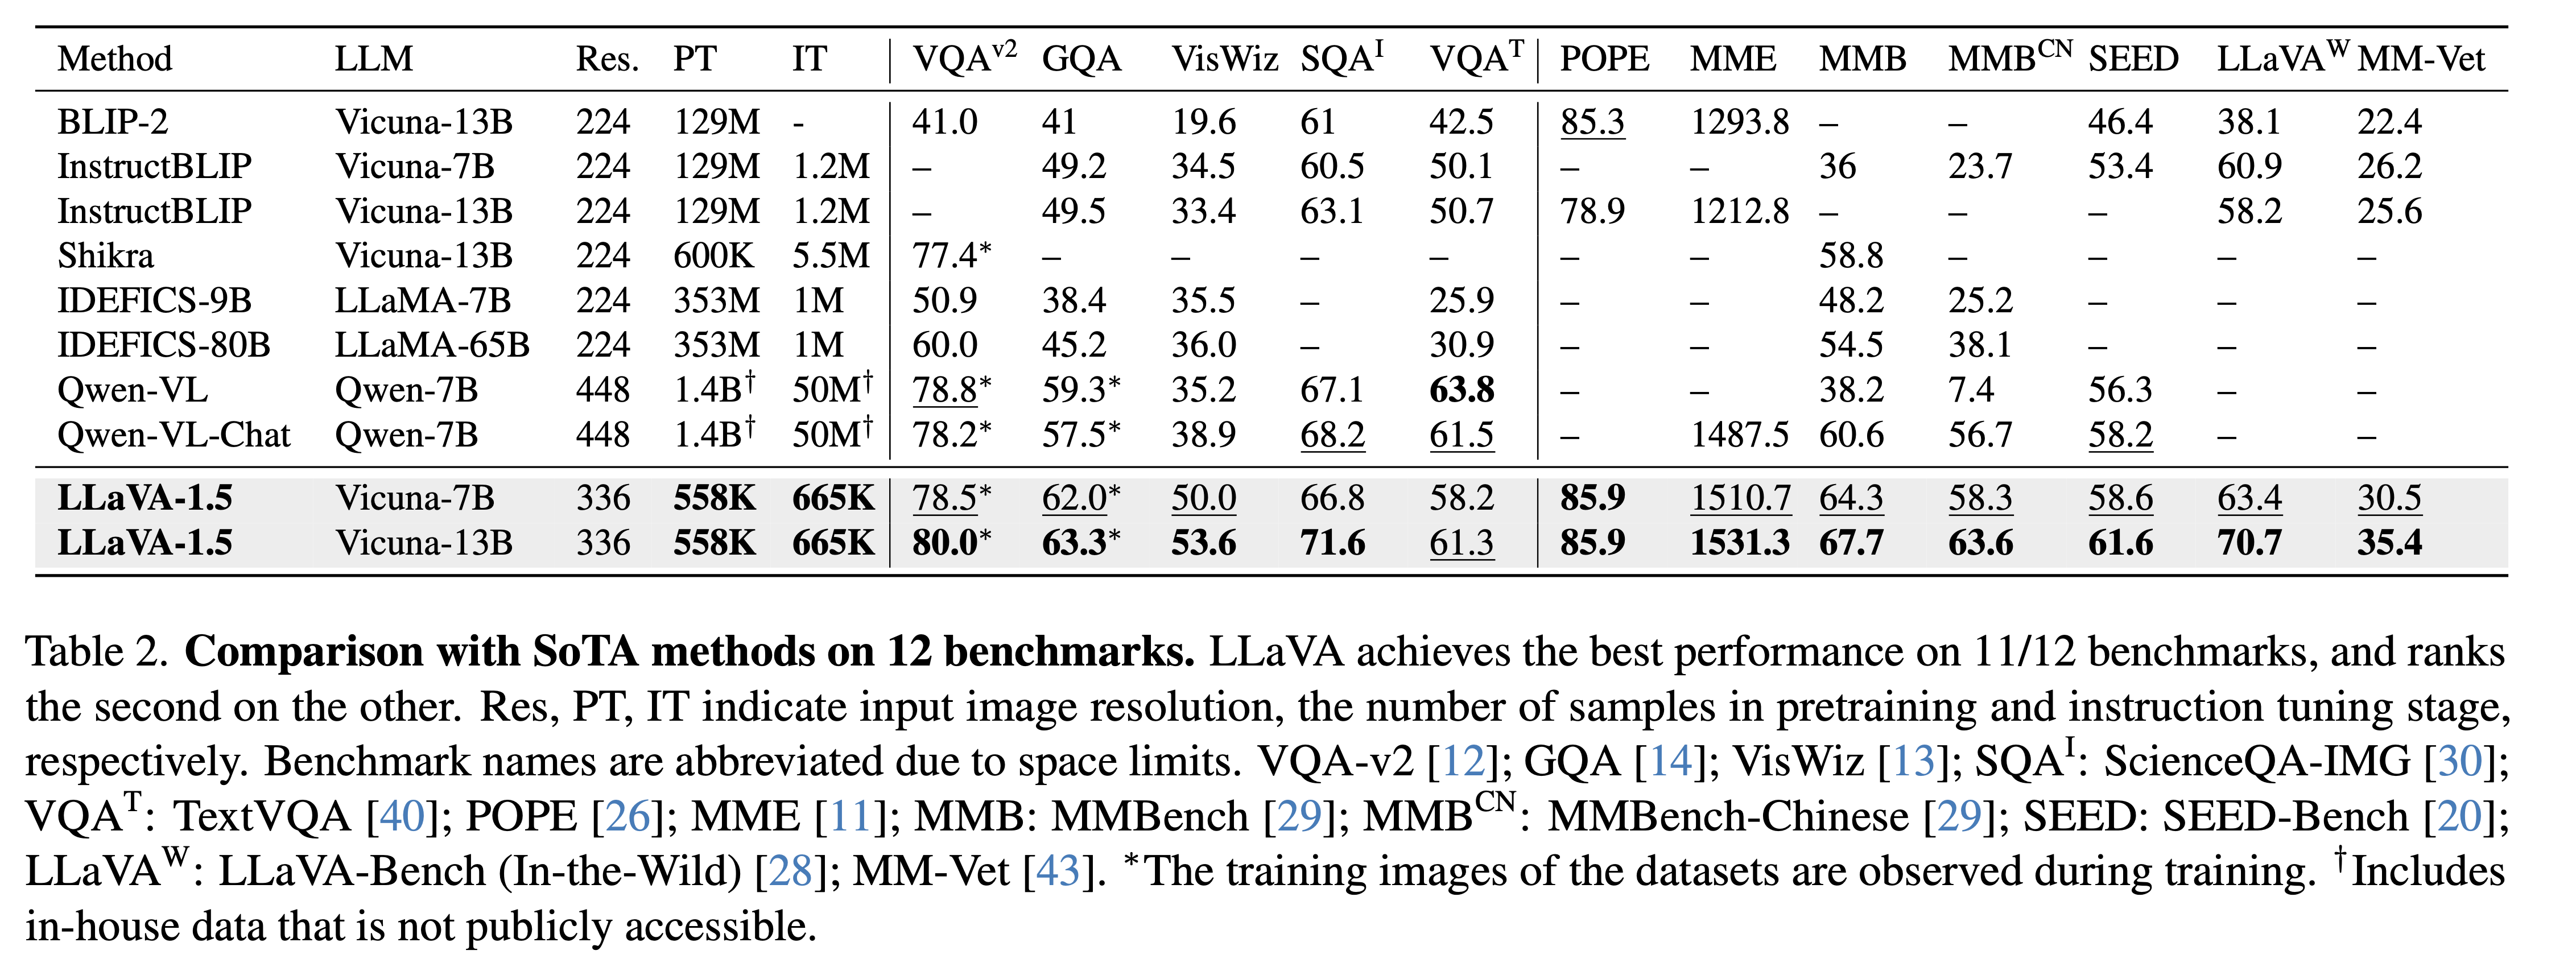 Method LLM Res. PT IT VQAv2 GQA VisWiz SQAI VQAT POPE MME MMB MMBCN SEED LLaVAW MM-Vet
BLIP-2 Vicuna-13B 224 129M - 41.0 41 19.6 61 42.5 85.3 1293.8 – – 46.4 38.1 22.4
InstructBLIP Vicuna-7B 224 129M 1.2M – 49.2 34.5 60.5 50.1 – – 36 23.7 53.4 60.9 26.2
InstructBLIP Vicuna-13B 224 129M 1.2M – 49.5 33.4 63.1 50.7 78.9 1212.8 – – – 58.2 25.6
Shikra Vicuna-13B 224 600K 5.5M 77.4* – – – – – – 58.8 – – – –
IDEFICS-9B LLaMA-7B 224 353M 1M 50.9 38.4 35.5 – 25.9 – – 48.2 25.2 – – –
IDEFICS-80B LLaMA-65B 224 353M 1M 60.0 45.2 36.0 – 30.9 – – 54.5 38.1 – – –
Qwen-VL Qwen-7B 448 1.4B† 50M† 78.8* 59.3* 35.2 67.1 63.8 – – 38.2 7.4 56.3 – –
Qwen-VL-Chat Qwen-7B 448 1.4B† 50M† 78.2* 57.5* 38.9 68.2 61.5 – 1487.5 60.6 56.7 58.2 – –
LLaVA-1.5 Vicuna-7B 336 558K 665K 78.5* 62.0* 50.0 66.8 58.2 85.9 1510.7 64.3 58.3 58.6 63.4 30.5
LLaVA-1.5 Vicuna-13B 336 558K 665K 80.0* 63.3* 53.6 71.6 61.3 85.9 1531.3 67.7 63.6 61.6 70.7 35.4
Table 2. Comparison with SoTA methods on 12 benchmarks. LLaVA achieves the best performance on 11/12 benchmarks, and ranks
the second on the other. Res, PT, IT indicate input image resolution, the number of samples in pretraining and instruction tuning stage,
respectively. Benchmark names are abbreviated due to space limits. VQA-v2 [12]; GQA [14]; VisWiz [13]; SQAI: ScienceQA-IMG [30];
VQAT: TextVQA [40]; POPE [26]; MME [11]; MMB: MMBench [29]; MMBCN: MMBench-Chinese [29]; SEED: SEED-Bench [20];
LLaVAW: LLaVA-Bench (In-the-Wild) [28]; MM-Vet [43]. *The training images of the datasets are observed during training. †Includes
in-house data that is not publicly accessible.